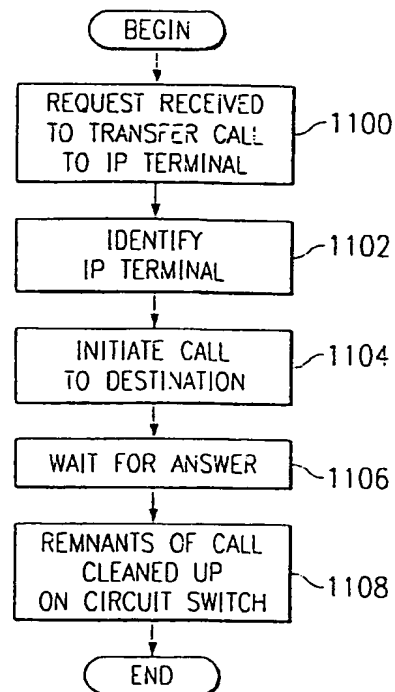 BEGIN
REQUEST RECEIVED
TO TRANSFER CALL
TO IP TERMINAL
1100
IDENTIFY
IP TERMINAL
1102
INITIATE CALL
TO DESTINATION
1104
WAIT FOR ANSWER
1106
REMNANTS OF CALL
CLEANED UP
ON CIRCUIT SWITCH
1108
END